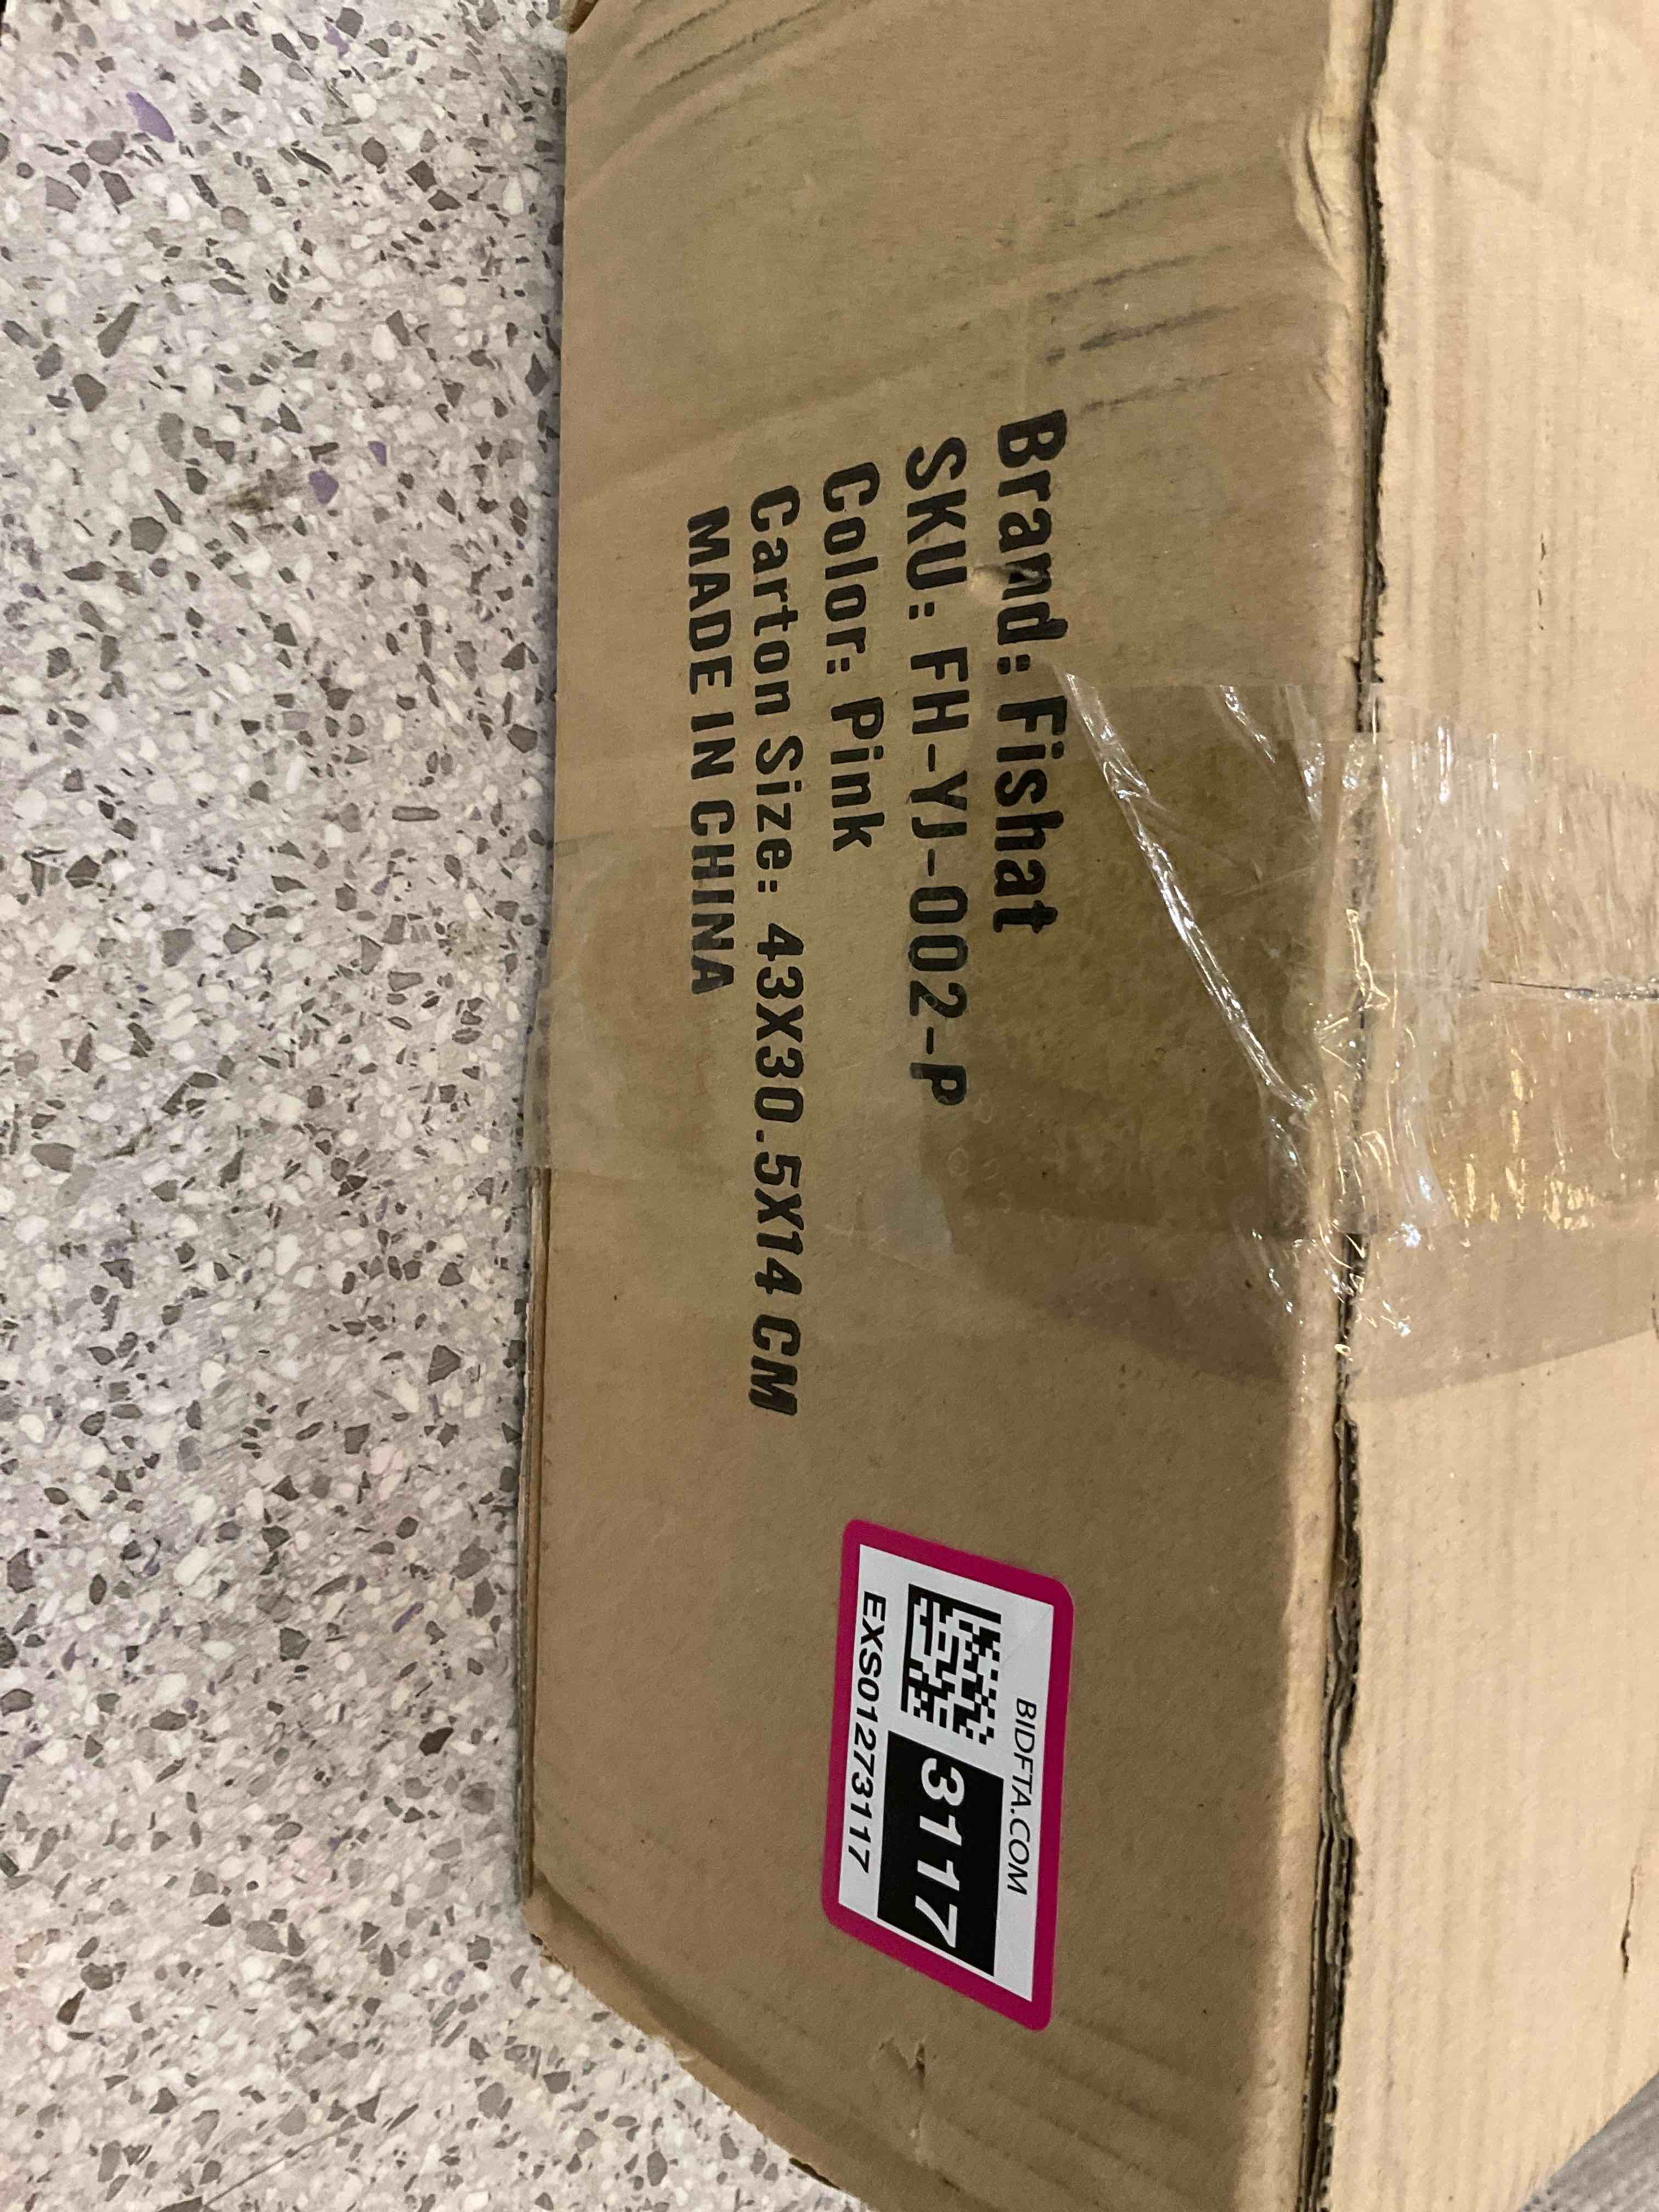 Brand: Fishat
SKU: FH-YJ-002-P
Color: Pink
Carton Size: 43X30.5X14 CM
MADE IN CHINA
BIDFTA.COM
3117
EXS01273117